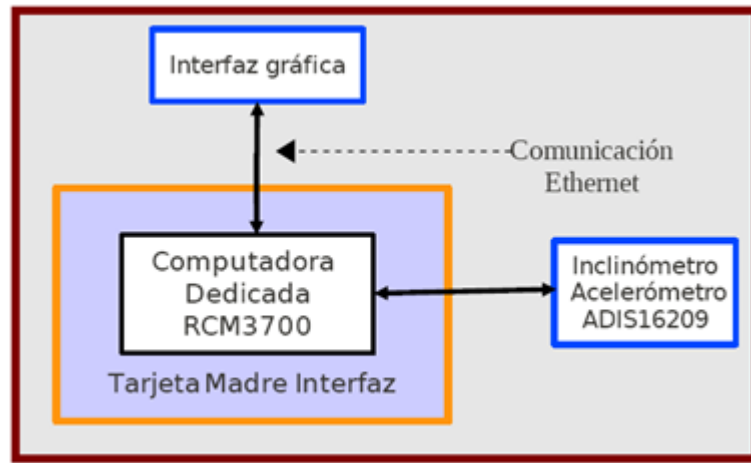 Interfaz gráfica
Comunicación
Ethernet
Computadora
Dedicada
RCM3700
Tarjeta Madre Interfaz
Inclinómetro
Acelerómetro
ADIS16209